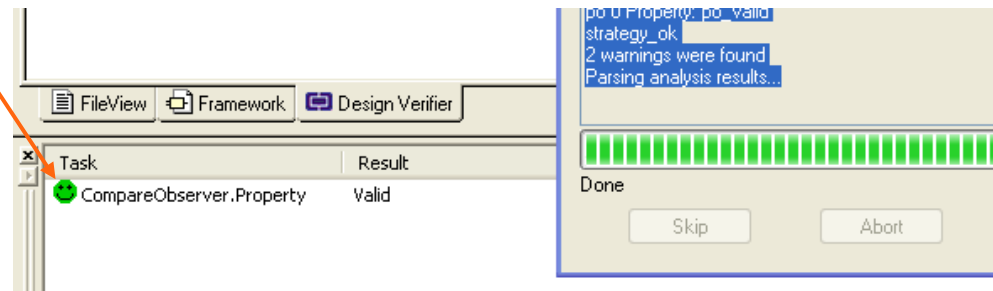 po 0 Property: po_Valid
strategy_ok
2 warnings were found
Parsing analysis results...
FileView Framework Design Verifier
Task Result
CompareObserver.Property Valid
Done
Skip Abort